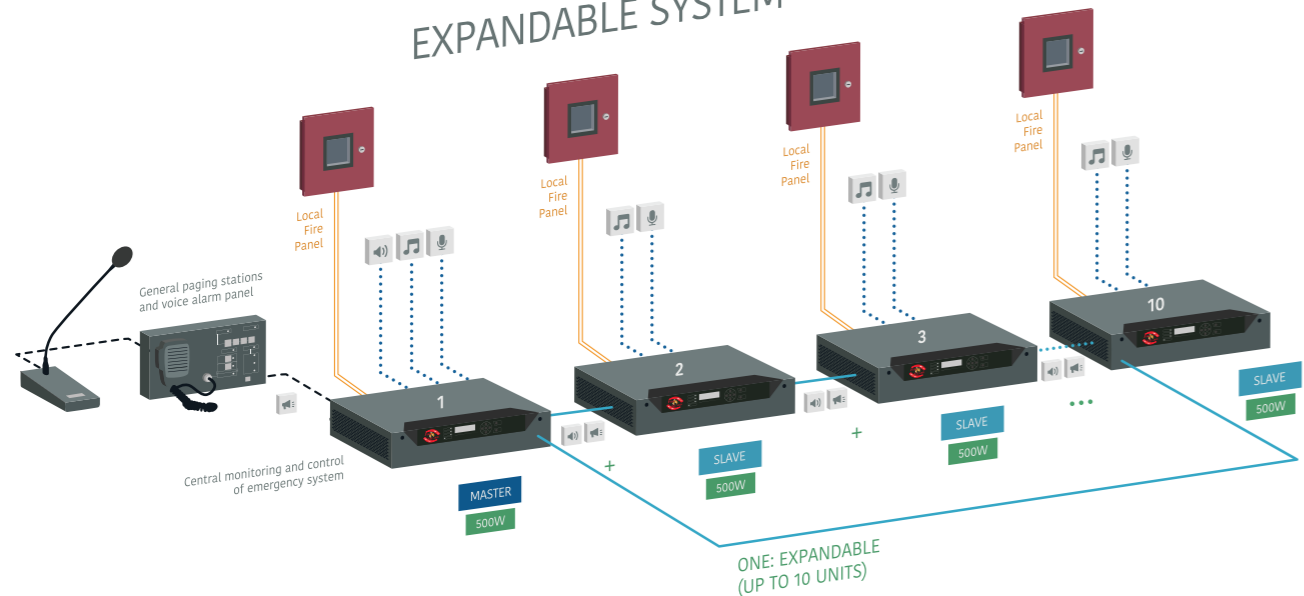 EXPANDABLE SYSTEM
Local
Fire
Panel
Local
Fire
Panel
Local
Fire
Panel
Local
Fire
Panel
General paging stations
and voice alarm panel
1
2
3
10
Central monitoring and control
of emergency system
MASTER
500W
+
SLAVE
500W
+
SLAVE
500W
...
SLAVE
500W
ONE: EXPANDABLE
(UP TO 10 UNITS)